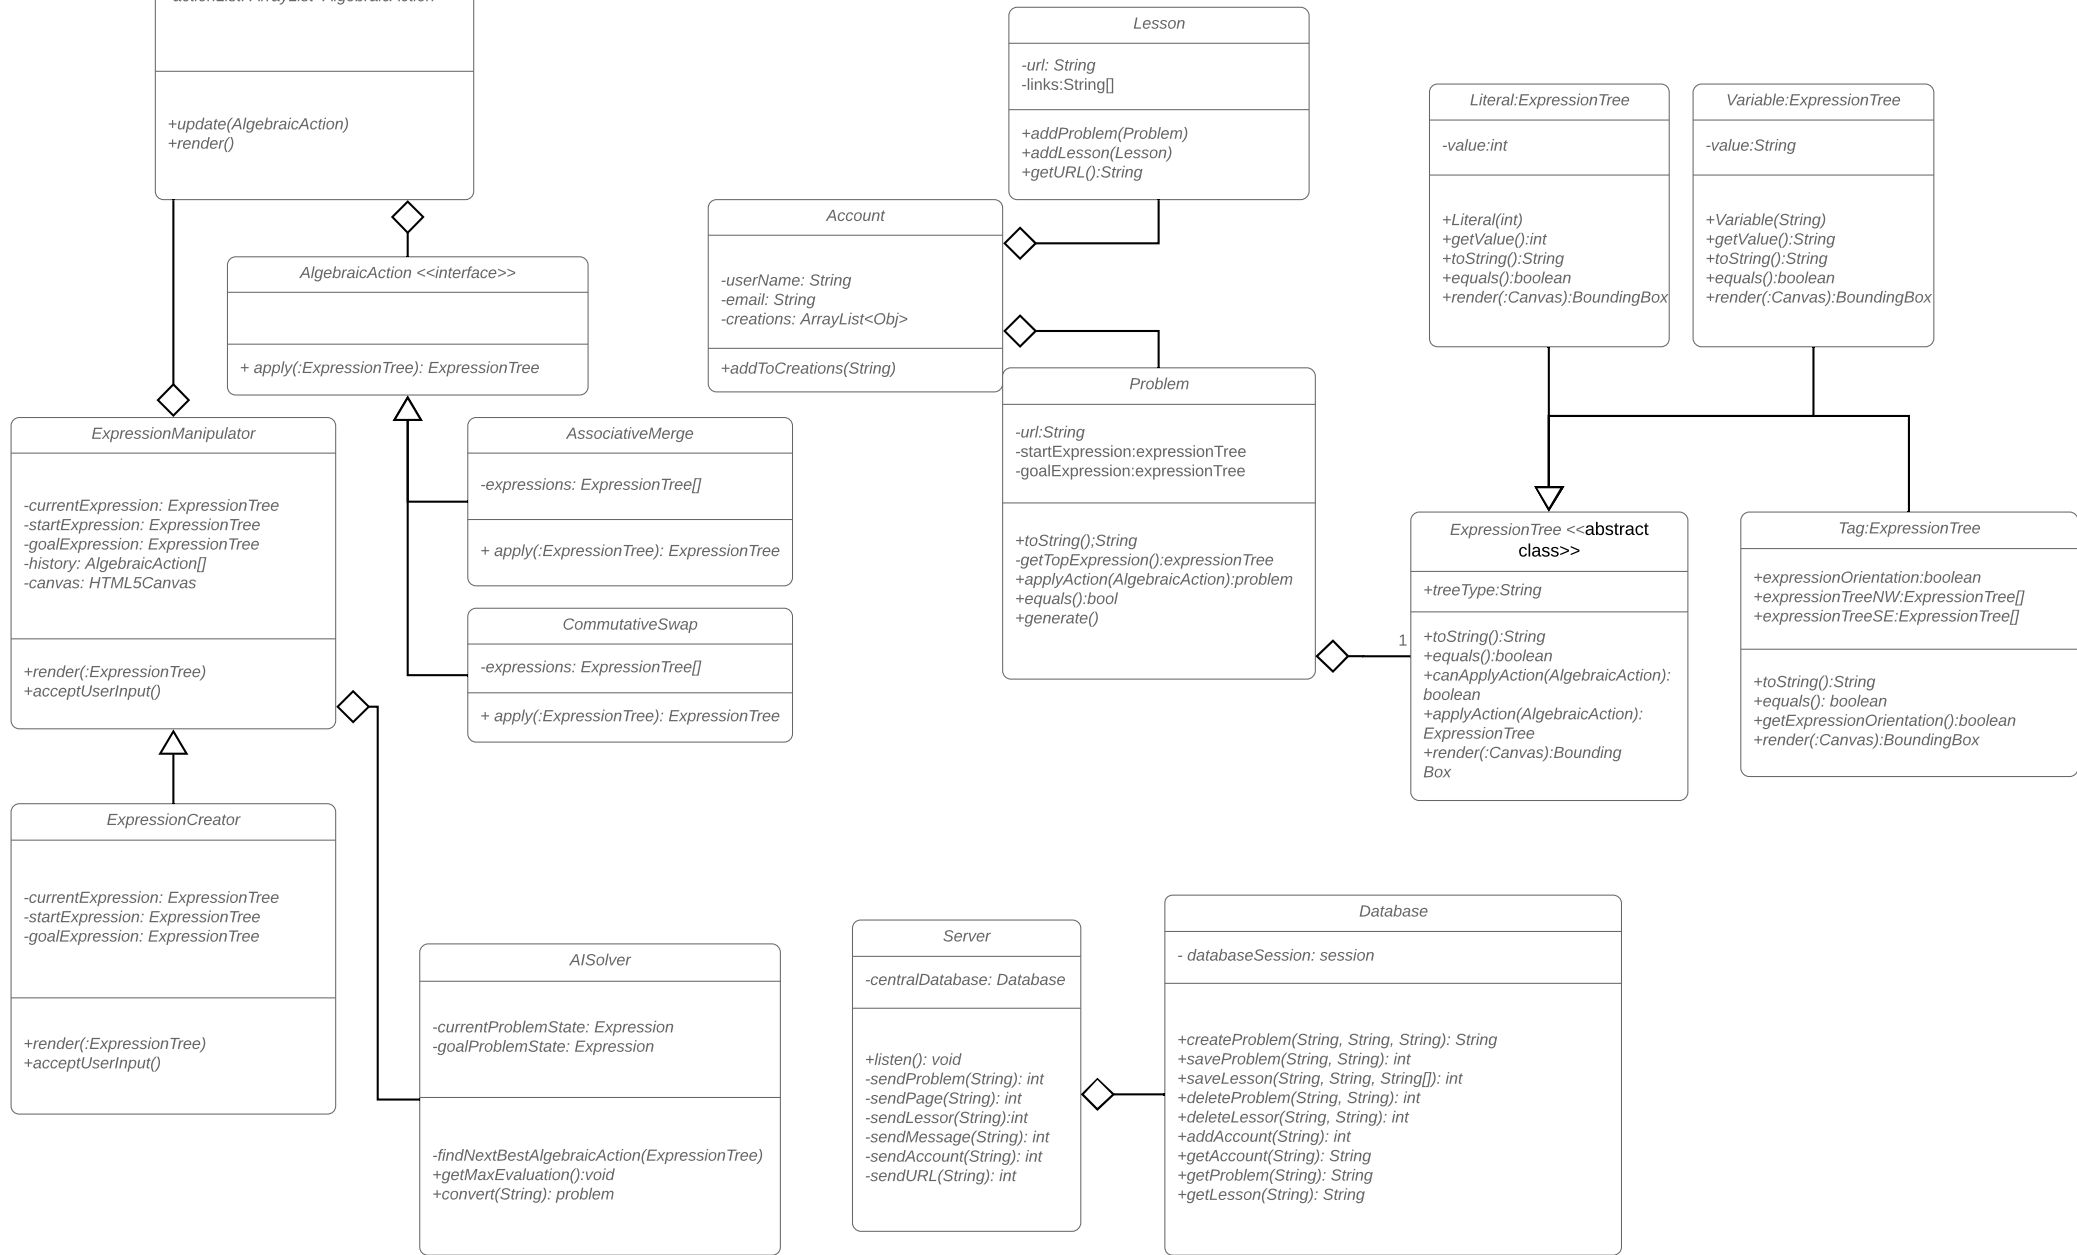 +update(AlgebraicAction)
+render()
Lesson
-url: String
-links:String[]
+addProblem(Problem)
+addLesson(Lesson)
+getURL():String
Literal:ExpressionTree
-value:int
+Literal(int)
+getValue():int
+toString():String
+equals():boolean
+render(:Canvas):BoundingBox
Variable:ExpressionTree
-value:String
+Variable(String)
+getValue():String
+toString():String
+equals():boolean
+render(:Canvas):BoundingBox
Account
-userName: String
-email: String
-creations: ArrayList<Obj>
+addToCreations(String)
AlgebraicAction <<interface>>
+ apply(:ExpressionTree): ExpressionTree
Problem
-url:String
-startExpression:expressionTree
-goalExpression:expressionTree
+toString();String
-getTopExpression():expressionTree
+applyAction(AlgebraicAction):problem
+equals():bool
+generate()
ExpressionManipulator
-currentExpression: ExpressionTree
-startExpression: ExpressionTree
-goalExpression: ExpressionTree
-history: AlgebraicAction[]
-canvas: HTML5Canvas
+render(:ExpressionTree)
+acceptUserInput()
AssociativeMerge
-expressions: ExpressionTree[]
+ apply(:ExpressionTree): ExpressionTree
CommutativeSwap
-expressions: ExpressionTree[]
+ apply(:ExpressionTree): ExpressionTree
1
ExpressionTree <<abstract
class>>
+treeType:String
+toString():String
+equals():boolean
+canApplyAction(AlgebraicAction):
boolean
+applyAction(AlgebraicAction):
ExpressionTree
+render(:Canvas):Bounding
Box
Tag:ExpressionTree
+expressionOrientation:boolean
+expressionTreeNW:ExpressionTree[]
+expressionTreeSE:ExpressionTree[]
+toString():String
+equals(): boolean
+getExpressionOrientation():boolean
+render(:Canvas):BoundingBox
ExpressionCreator
-currentExpression: ExpressionTree
-startExpression: ExpressionTree
-goalExpression: ExpressionTree
+render(:ExpressionTree)
+acceptUserInput()
AISolver
-currentProblemState: Expression
-goalProblemState: Expression
-findNextBestAlgebraicAction(ExpressionTree)
+getMaxEvaluation():void
+convert(String): problem
Server
-centralDatabase: Database
+listen(): void
-sendProblem(String): int
-sendPage(String): int
-sendLessor(String):int
-sendMessage(String): int
-sendAccount(String): int
-sendURL(String): int
Database
- databaseSession: session
+createProblem(String, String, String): String
+saveProblem(String, String): int
+saveLesson(String, String, String[]): int
+deleteProblem(String, String): int
+deleteLessor(String, String): int
+addAccount(String): int
+getAccount(String): String
+getProblem(String): String
+getLesson(String): String